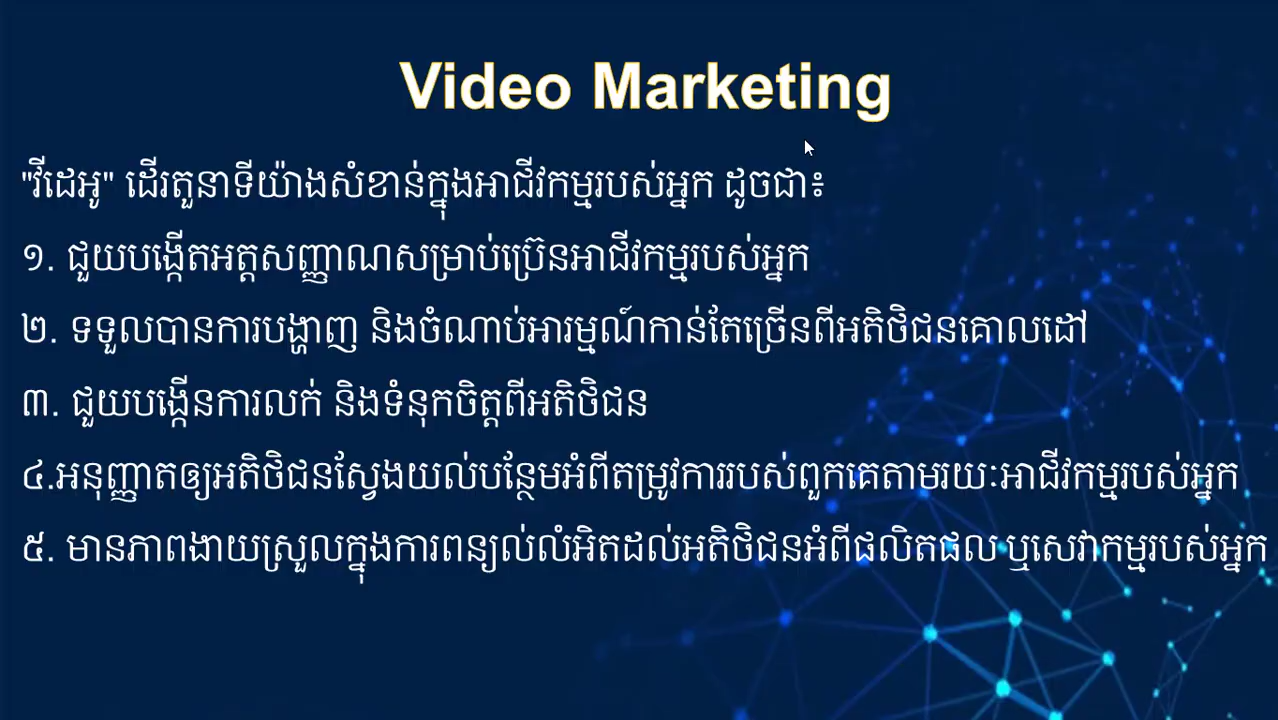 Video Marketing
"វីដេអូ" ដើរតួនាទីយ៉ាងសំខាន់ក្នុងអាជីវកម្មរបស់អ្នក ដូចជា៖
១. ជួយបង្កើតអត្តសញ្ញាណសម្រាប់ប្រ៊េនអាជីវកម្មរបស់អ្នក
២. ទទួលបានការបង្ហាញ និងចំណាប់អារម្មណ៍កាន់តែច្រើនពីអតិថិជនគោលដៅ
៣. ជួយបង្កើនការលក់ និងទំនុកចិត្តពីអតិថិជន
៤.អនុញ្ញាតឲ្យអតិថិជនស្វែងយល់បន្ថែមអំពីតម្រូវការរបស់ពួកគេតាមរយៈអាជីវកម្មរបស់អ្នក
៥. មានភាពងាយស្រួលក្នុងការពន្យល់លំអិតដល់អតិថិជនអំពីផលិតផល ឬសេវាកម្មរបស់អ្នក